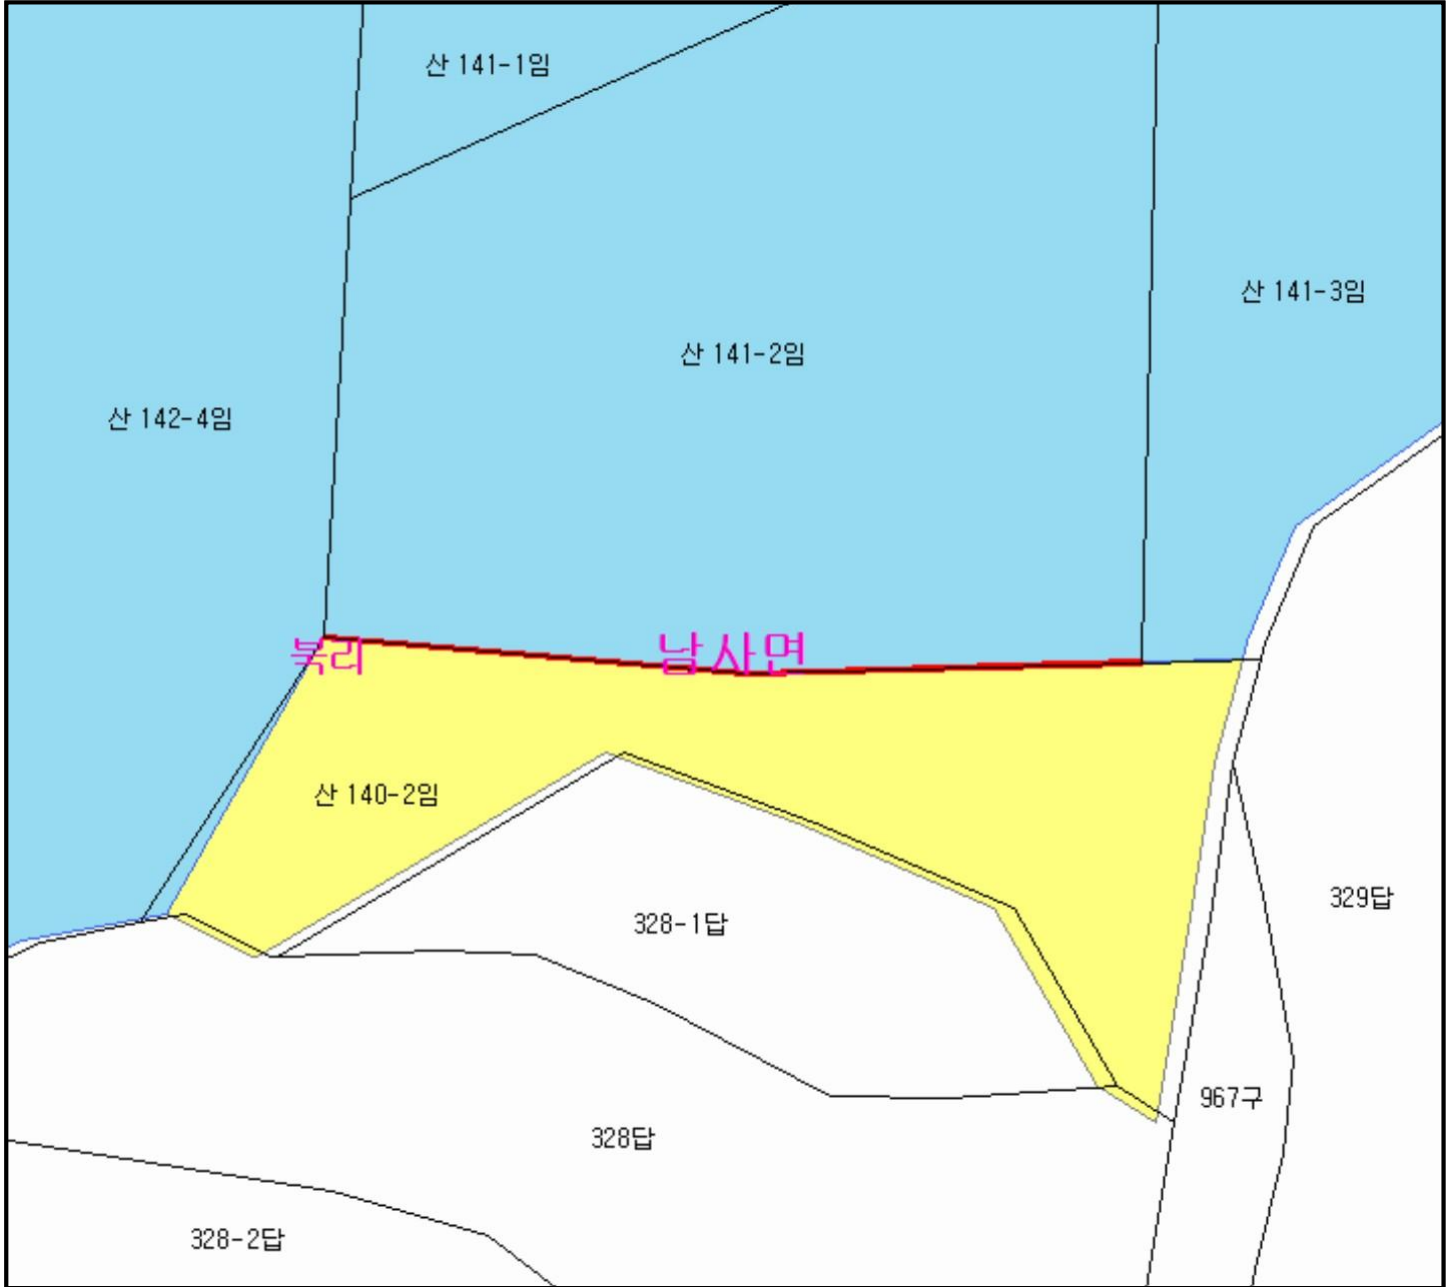 산 141-1임
산 141-3임
산 141-2임
산 142-4임
북리
남사면
산 140-2임
329답
328-1답
967구
328답
328-2답